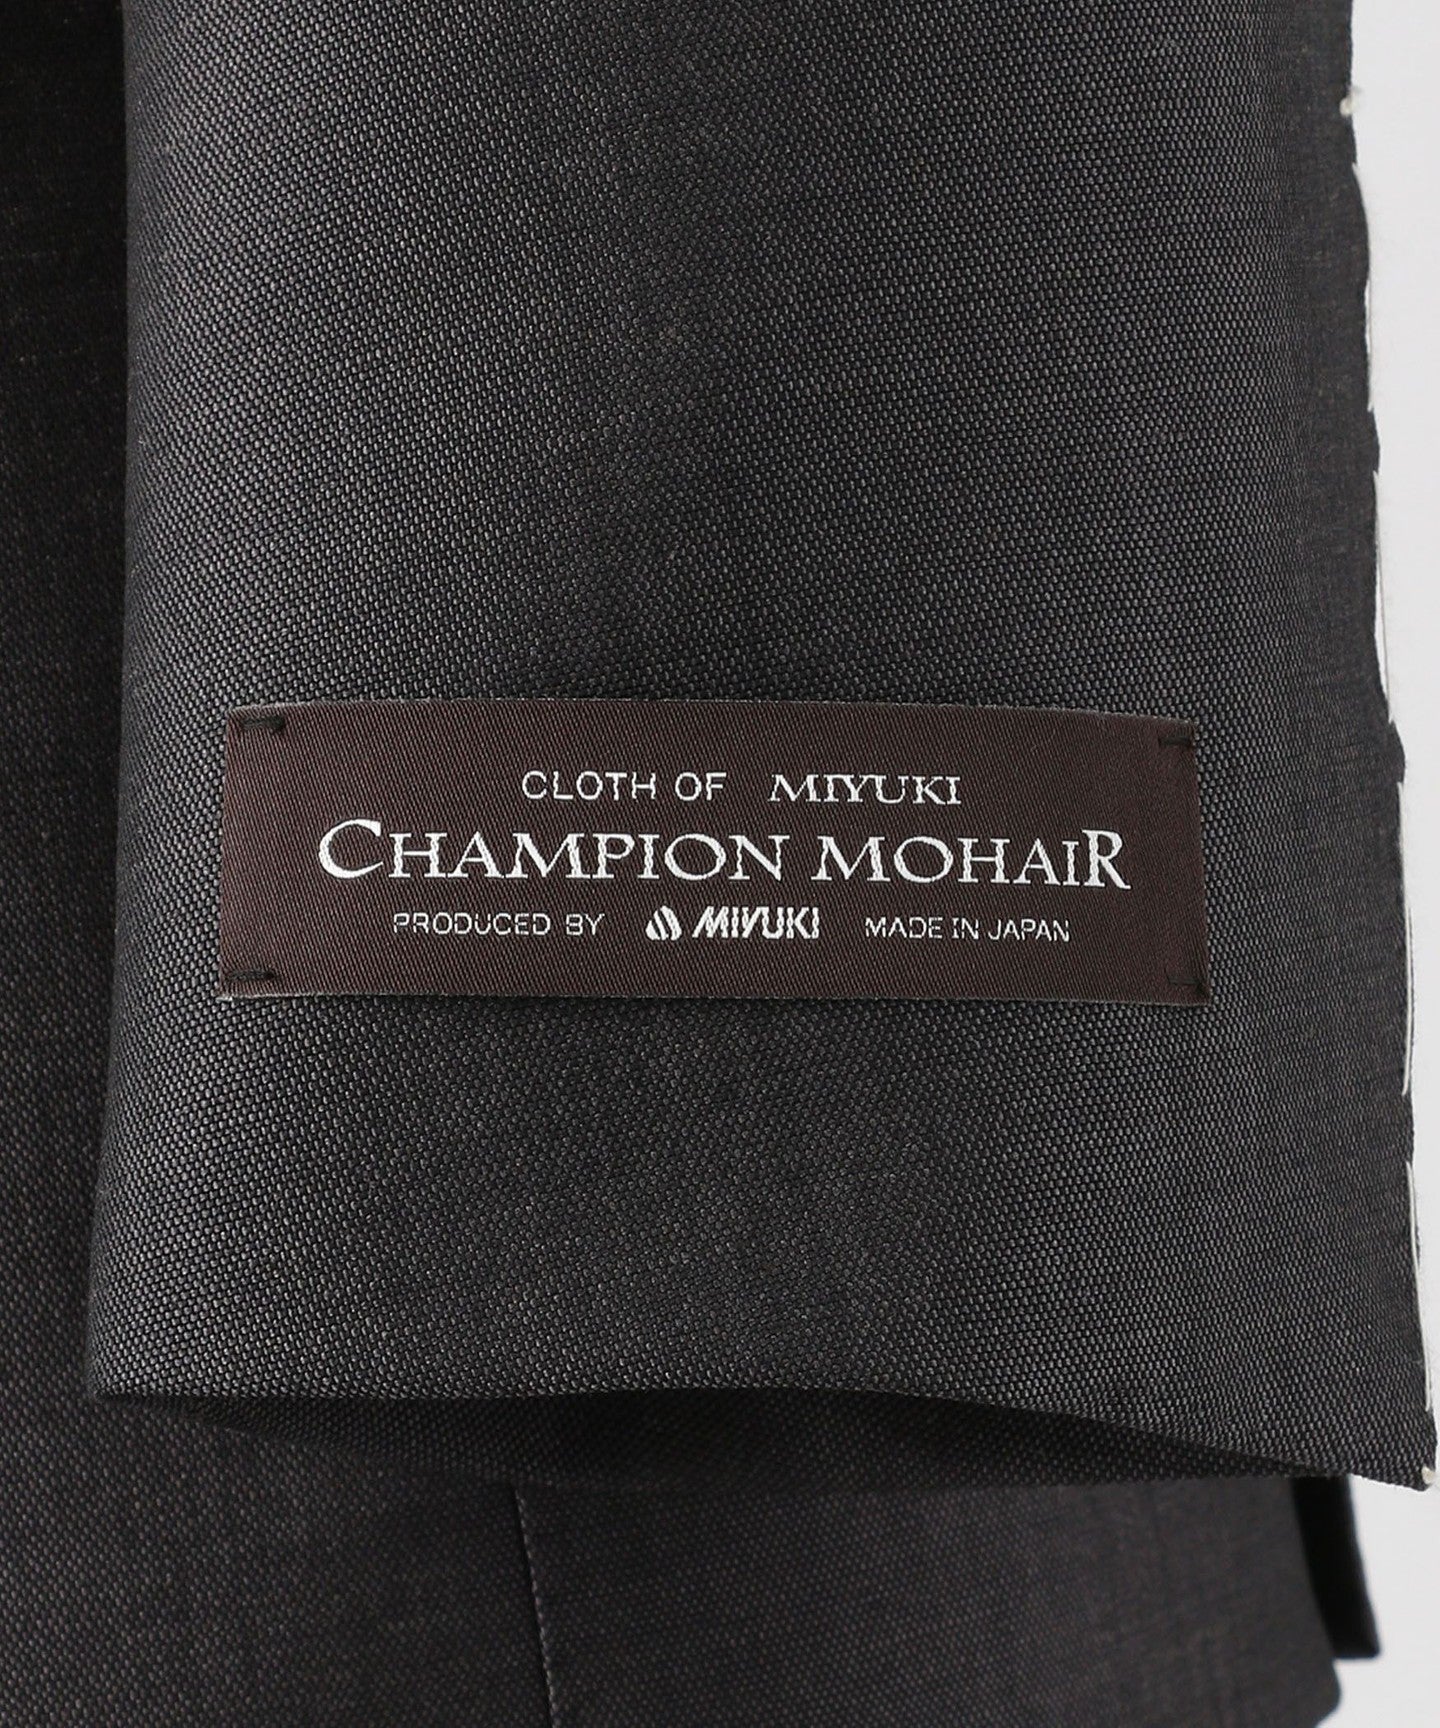 CLOTH OF MIYUKI
CHAMPION MOHAIR
PRODUCED BY MIYUKI MADE IN JAPAN